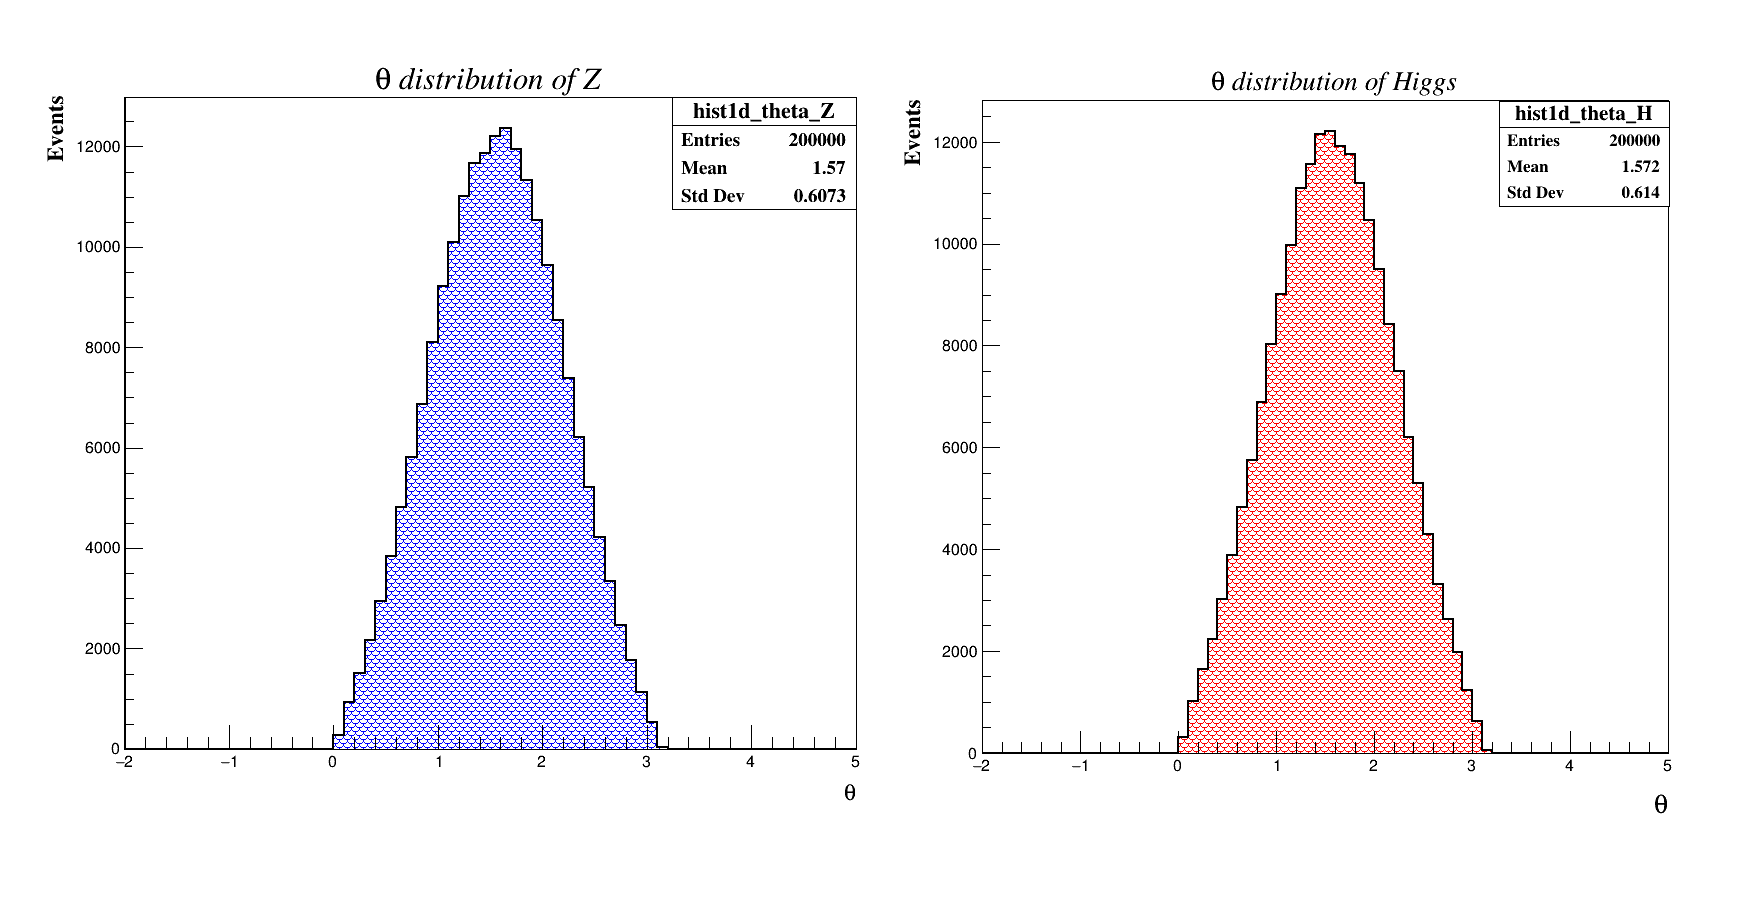 θ distribution of Z
Events
hist1d_theta_Z
Entries 200000
Mean 1.57
Std Dev 0.6073
12000
10000
8000
6000
4000
2000
0
−2 −1 0 1 2 3 4 5
θ
θ distribution of Higgs
Events
hist1d_theta_H
Entries 200000
Mean 1.572
Std Dev 0.614
12000
10000
8000
6000
4000
2000
0
−2 −1 0 1 2 3 4 5
θ